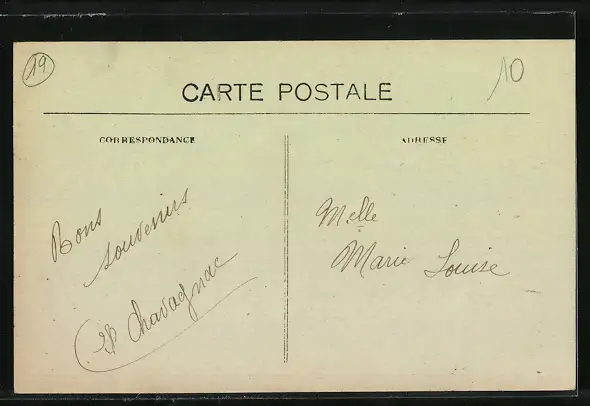 19
10
CARTE POSTALE
CORRESPONDANCE
ADRESSE
Bons
souvenirs
Chavagnac
Melle
Marie Louise